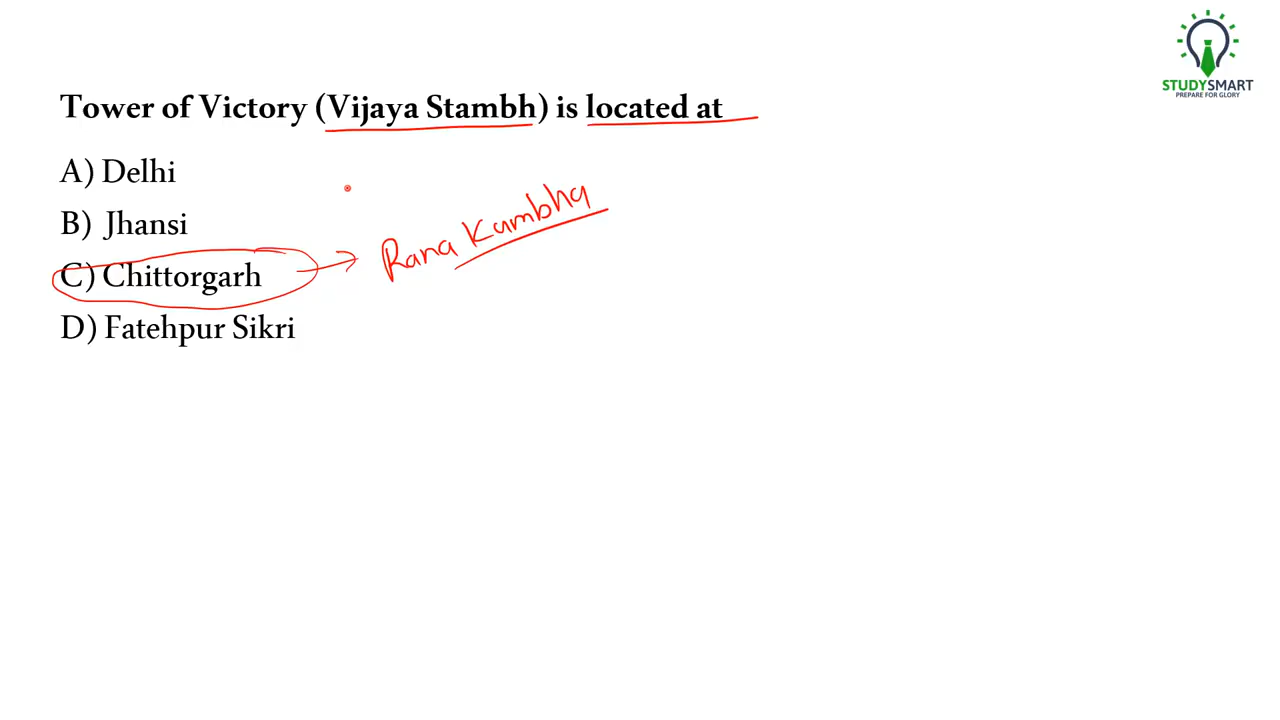 STUDYSMART
PREPARE FOR GLORY
Tower of Victory (Vijaya Stambh) is located at
A) Delhi
B) Jhansi
C) Chittorgarh
Rana Kumbha
D) Fatehpur Sikri